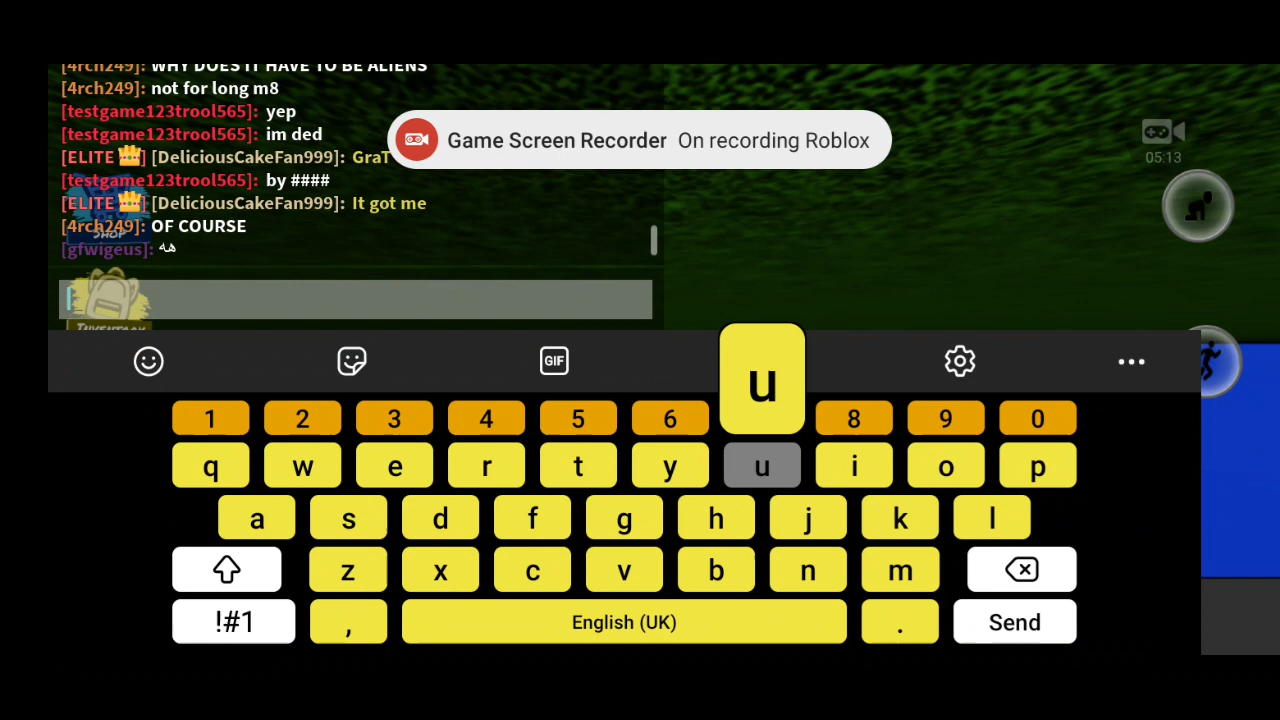 [4rch249]: WHY DOES IT HAVE TO BE ALIENS
[4rch249]: not for long m8
[testgame123trool565]: yep
[testgame123trool565]: im ded
[ELITE👑] [DeliciousCakeFan999]: GraT
[testgame123trool565]: by ####
[ELITE👑] [DeliciousCakeFan999]: It got me
[4rch249]: OF COURSE
[gfwigeus]: هه
Game Screen Recorder On recording Roblox
05:13
SHOP
GIF
u
1 2 3 4 5 6 8 9 0
q w e r t y u i o p
a s d f g h j k l
z x c v b n m
!#1 , English (UK) . Send